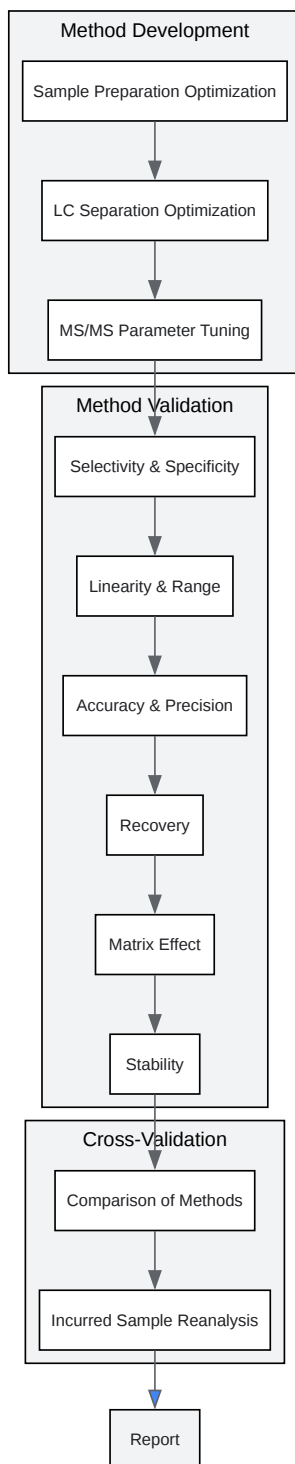 Method Development
Sample Preparation Optimization
LC Separation Optimization
MS/MS Parameter Tuning
Method Validation
Selectivity & Specificity
Linearity & Range
Accuracy & Precision
Recovery
Matrix Effect
Stability
Cross-Validation
Comparison of Methods
Incurred Sample Reanalysis
Report